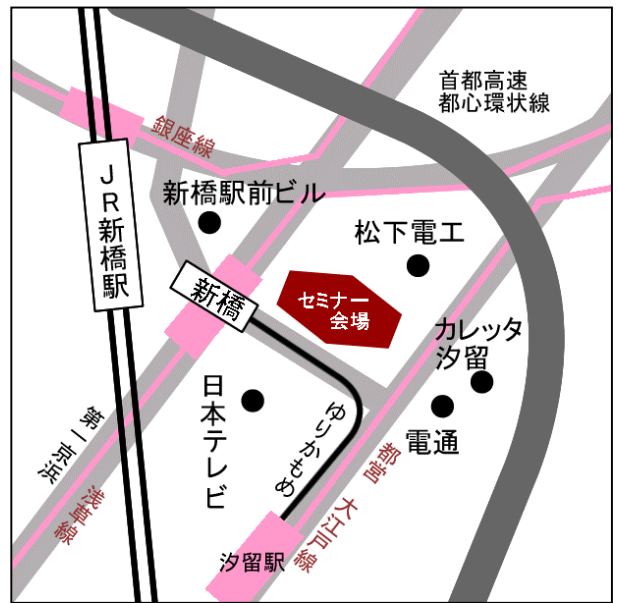 首都高速
都心環状線
銀座線
JR新橋駅
新橋駅前ビル
松下電工
新橋
セミナー
会場
カレッタ
汐留
日本テレビ
ゆりかもめ
電通
第一京浜
浅草線
都営 大江戸線
汐留駅